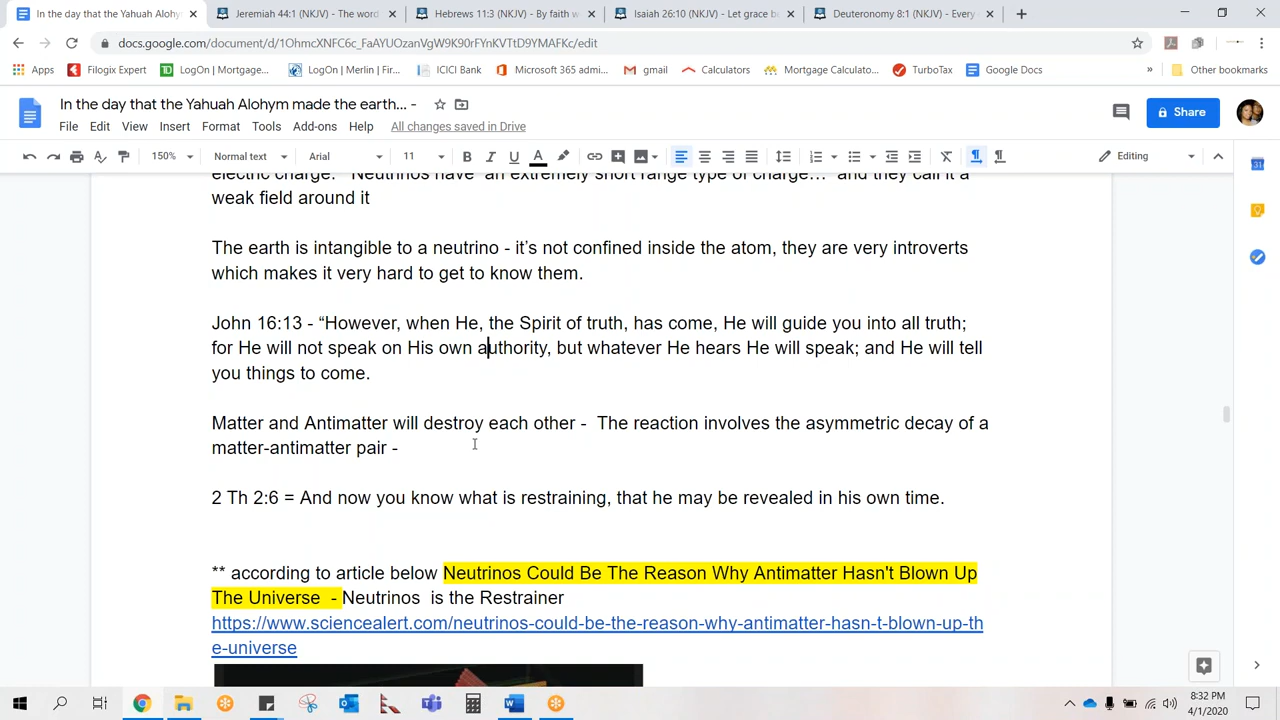 In the day that the Yahuah Alohy
Jeremiah 44:1 (NKJV) - The word
Hebrews 11:3 (NKJV) - By faith w
Isaiah 26:10 (NKJV) - Let grace b
Deuteronomy 8:1 (NKJV) - Every
docs.google.com/document/d/1OhmcXNFC6c_FaAYUOzanVgW9K90rFYnKVTtD9YMAFKc/edit
Apps Filogix Expert LogOn | Mortgage... LogOn | Merlin | Fir... ICICI Bank Microsoft 365 admi... gmail Calculators Mortgage Calculato... TurboTax Google Docs » Other bookmarks
In the day that the Yahuah Alohym made the earth... -
Share
File Edit View Insert Format Tools Add-ons Help All changes saved in Drive
150% Normal text Arial 11 B I U A Editing
electric charge. Neutrinos have an extremely short range type of charge... and they call it a
weak field around it
The earth is intangible to a neutrino - it's not confined inside the atom, they are very introverts
which makes it very hard to get to know them.
John 16:13 - “However, when He, the Spirit of truth, has come, He will guide you into all truth;
for He will not speak on His own authority, but whatever He hears He will speak; and He will tell
you things to come.
Matter and Antimatter will destroy each other - The reaction involves the asymmetric decay of a
matter-antimatter pair -
2 Th 2:6 = And now you know what is restraining, that he may be revealed in his own time.
** according to article below Neutrinos Could Be The Reason Why Antimatter Hasn't Blown Up
The Universe - Neutrinos is the Restrainer
https://www.sciencealert.com/neutrinos-could-be-the-reason-why-antimatter-hasn-t-blown-up-th
e-universe
8:32 PM
4/1/2020